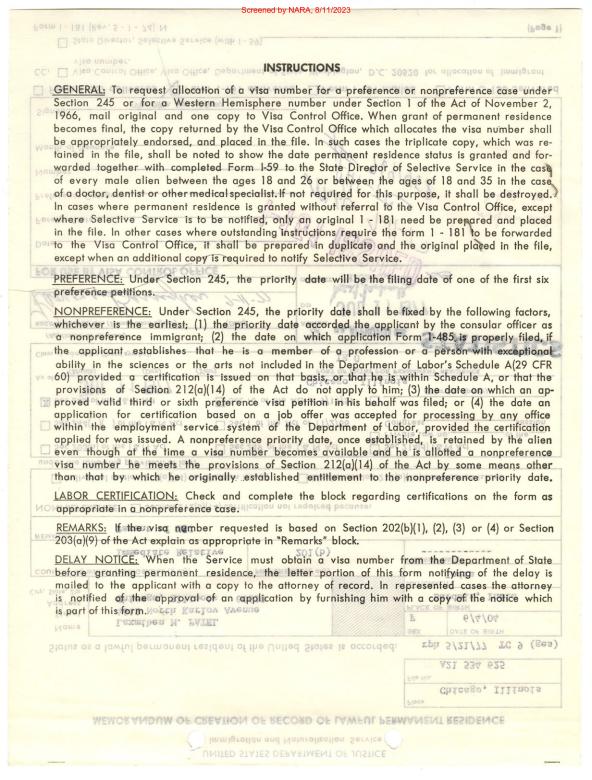 Screened by NARA, 8/11/2023
INSTRUCTIONS
GENERAL: To request allocation of a visa number for a preference or nonpreference case under
Section 245 or for a Western Hemisphere number under Section 1 of the Act of November 2,
1966, mail original and one copy to Visa Control Office. When grant of permanent residence
becomes final, the copy returned by the Visa Control Office which allocates the visa number shall
be appropriately endorsed, and placed in the file. In such cases the triplicate copy, which was re-
tained in the file, shall be noted to show the date permanent residence status is granted and for-
warded together with completed Form I-59 to the State Director of Selective Service in the case
of every male alien between the ages 18 and 26 or between the ages of 18 and 35 in the case
of a doctor, dentist or other medical specialist. If not required for this purpose, it shall be destroyed.
In cases where permanent residence is granted without referral to the Visa Control Office, except
where Selective Service is to be notified, only an original I - 181 need be prepared and placed
in the file. In other cases where outstanding instructions require the form I - 181 to be forwarded
to the Visa Control Office, it shall be prepared in duplicate and the original placed in the file,
except when an additional copy is required to notify Selective Service.
PREFERENCE: Under Section 245, the priority date will be the filing date of one of the first six
preference petitions.
NONPREFERENCE: Under Section 245, the priority date shall be fixed by the following factors,
whichever is the earliest; (1) the priority date accorded the applicant by the consular officer as
a nonpreference immigrant; (2) the date on which application Form I-485 is properly filed, if
the applicant establishes that he is a member of a profession or a person with exceptional
ability in the sciences or the arts not included in the Department of Labor's Schedule A(29 CFR
60) provided a certification is issued on that basis, or that he is within Schedule A, or that the
provisions of Section 212(a)(14) of the Act do not apply to him; (3) the date on which an ap-
proved valid third or sixth preference visa petition in his behalf was filed; or (4) the date an
application for certification based on a job offer was accepted for processing by any office
within the employment service system of the Department of Labor, provided the certification
applied for was issued. A nonpreference priority date, once established, is retained by the alien
even though at the time a visa number becomes available and he is allotted a nonpreference
visa number he meets the provisions of Section 212(a)(14) of the Act by some means other
than that by which he originally established entitlement to the nonpreference priority date.
LABOR CERTIFICATION: Check and complete the block regarding certifications on the form as
appropriate in a nonpreference case.
REMARKS: If the visa number requested is based on Section 202(b)(1), (2), (3) or (4) or Section
203(a)(9) of the Act explain as appropriate in "Remarks" block.
DELAY NOTICE: When the Service must obtain a visa number from the Department of State
before granting permanent residence, the letter portion of this form notifying of the delay is
mailed to the applicant with a copy to the attorney of record. In represented cases the attorney
is notified of the approval of an application by furnishing him with a copy of the notice which
is part of this form.